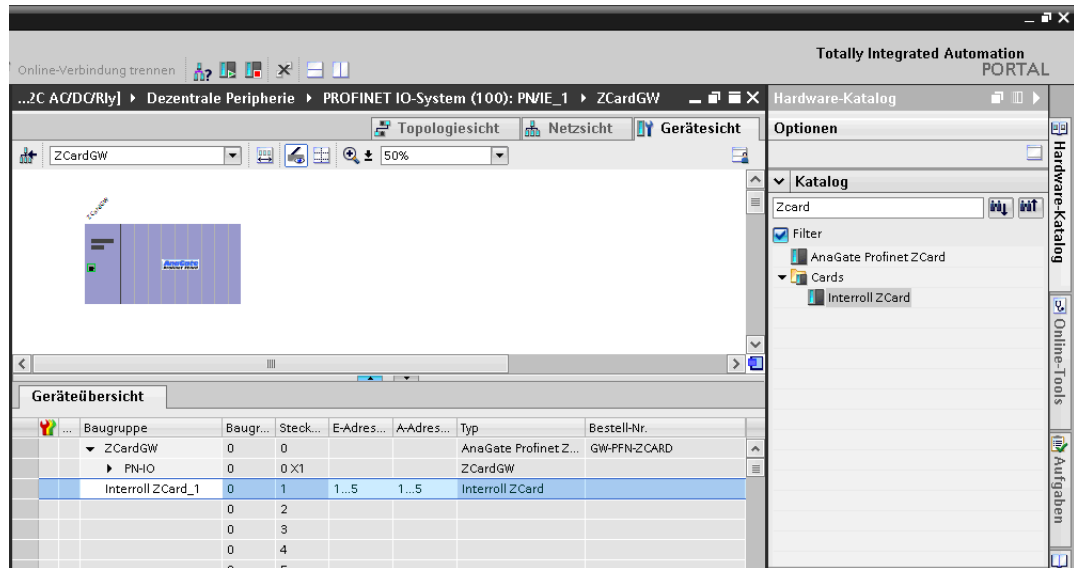 Totally Integrated Automation
PORTAL
Online-Verbindung trennen
...2C AC/DC/Rly] Dezentrale Peripherie PROFINET IO-System (100): PN/IE_1 ZCardGW
Hardware-Katalog
Topologiesicht Netzsicht Gerätesicht
Optionen
ZCardGW 50%
Katalog
Zcard
Filter
AnaGate Profinet ZCard
Cards
Interroll ZCard
ZCardGW
AnaGate
Geräteübersicht
... Baugruppe Baugr... Steck... E-Adres... A-Adres... Typ Bestell-Nr.
ZCardGW 0 0 AnaGate Profinet Z... GW-PFN-ZCARD
PN-IO 0 0 X1 ZCardGW
Interroll ZCard_1 0 1 1...5 1...5 Interroll ZCard
0 2
0 3
0 4
Hardware-Katalog
Online-Tools
Aufgaben